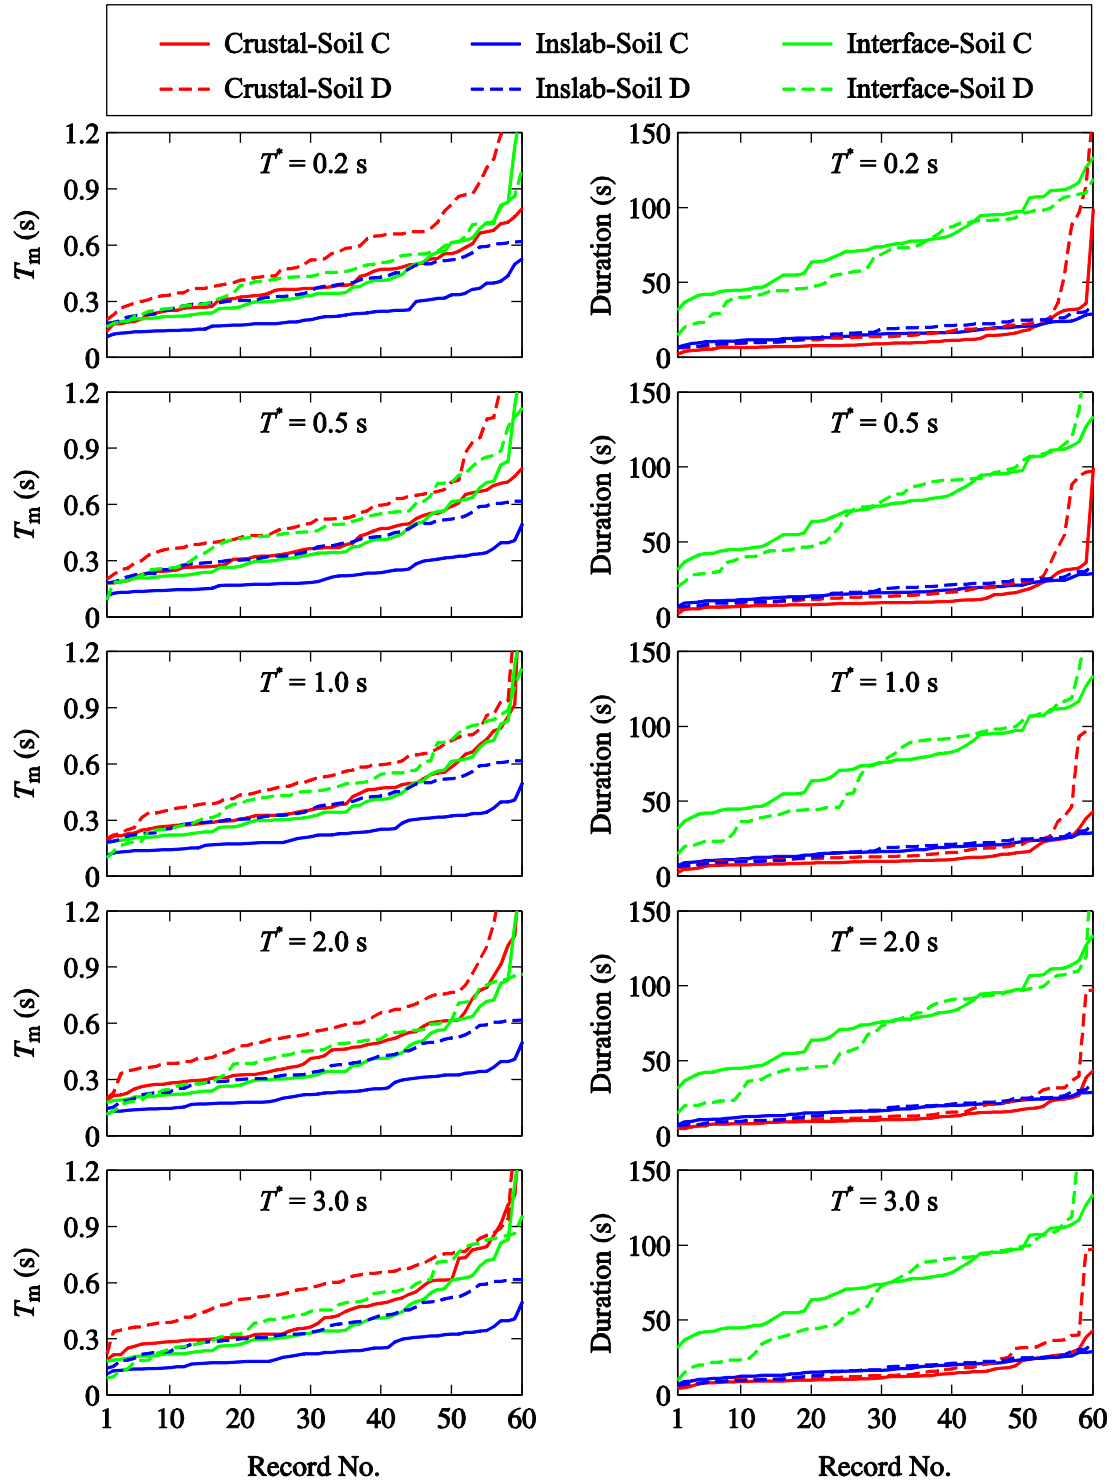 Crustal-Soil C Inslab-Soil C Interface-Soil C
Crustal-Soil D Inslab-Soil D Interface-Soil D
1.2 150
T* = 0.2 s T* = 0.2 s
0.9 100
Tm (s) Duration (s)
0.6
0.3 50
0 0
1.2 150
T* = 0.5 s T* = 0.5 s
0.9 100
Tm (s) Duration (s)
0.6
0.3 50
0 0
1.2 150
T* = 1.0 s T* = 1.0 s
0.9 100
Tm (s) Duration (s)
0.6
0.3 50
0 0
1.2 150
T* = 2.0 s T* = 2.0 s
0.9 100
Tm (s) Duration (s)
0.6
0.3 50
0 0
1.2 150
T* = 3.0 s T* = 3.0 s
0.9 100
Tm (s) Duration (s)
0.6
0.3 50
0 0
1 10 20 30 40 50 60 1 10 20 30 40 50 60
Record No. Record No.